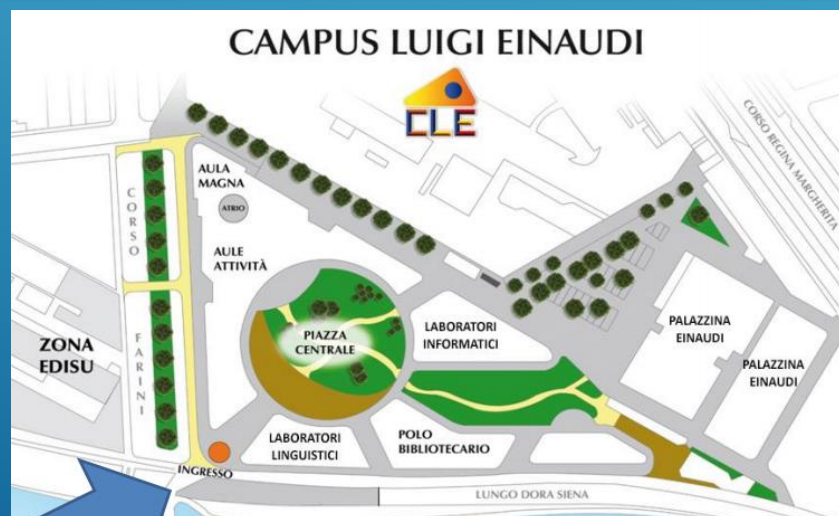 CAMPUS LUIGI EINAUDI
CLE
CORSO REGINA MARGHERITA
AULA
MAGNA
ATRIO
CORSO
AULE
ATTIVITÀ
PIAZZA
CENTRALE
LABORATORI
INFORMATICI
PALAZZINA
EINAUDI
PALAZZINA
EINAUDI
ZONA
EDISU
FARINI
LABORATORI
LINGUISTICI
POLO
BIBLIOTECARIO
INGRESSO
LUNGO DORA SIENA